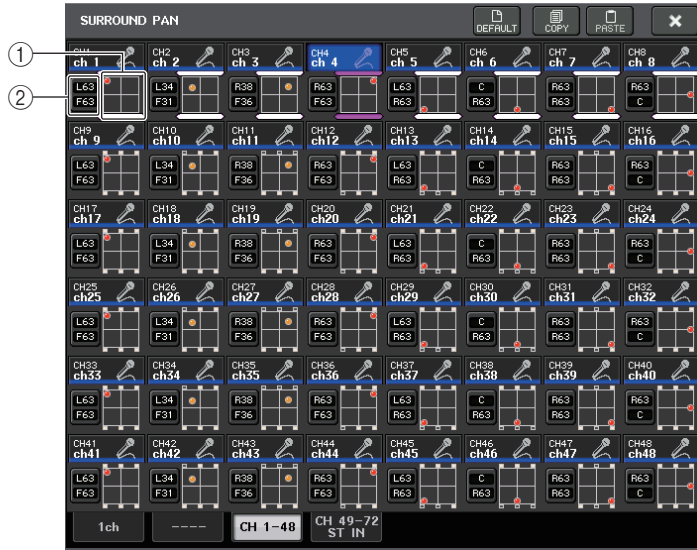 SURROUND PAN DEFAULT COPY PASTE
①
②
CH1 CH2 CH3 CH4 CH5 CH6 CH7 CH8
ch 1 ch 2 ch 3 ch 4 ch 5 ch 6 ch 7 ch 8
L63 L34 R38 R63 L63 C R63 R63
F63 F31 F36 F63 R63 R63 R63 C
CH9 CH10 CH11 CH12 CH13 CH14 CH15 CH16
ch 9 ch10 ch11 ch12 ch13 ch14 ch15 ch16
L63 L34 R38 R63 L63 C R63 R63
F63 F31 F36 F63 R63 R63 R63 C
CH17 CH18 CH19 CH20 CH21 CH22 CH23 CH24
ch17 ch18 ch19 ch20 ch21 ch22 ch23 ch24
L63 L34 R38 R63 L63 C R63 R63
F63 F31 F36 F63 R63 R63 R63 C
CH25 CH26 CH27 CH28 CH29 CH30 CH31 CH32
ch25 ch26 ch27 ch28 ch29 ch30 ch31 ch32
L63 L34 R38 R63 L63 C R63 R63
F63 F31 F36 F63 R63 R63 R63 C
CH33 CH34 CH35 CH36 CH37 CH38 CH39 CH40
ch33 ch34 ch35 ch36 ch37 ch38 ch39 ch40
L63 L34 R38 R63 L63 C R63 R63
F63 F31 F36 F63 R63 R63 R63 C
CH41 CH42 CH43 CH44 CH45 CH46 CH47 CH48
ch41 ch42 ch43 ch44 ch45 ch46 ch47 ch48
L63 L34 R38 R63 L63 C R63 R63
F63 F31 F36 F63 R63 R63 R63 C
1ch ---- CH 1-48 CH 49-72
ST IN